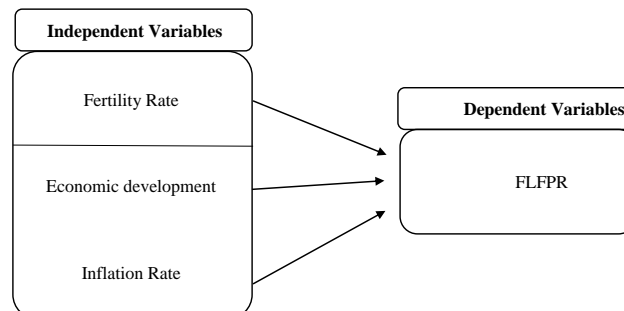 Independent Variables
Fertility Rate
Economic development
Inflation Rate
Dependent Variables
FLFPR